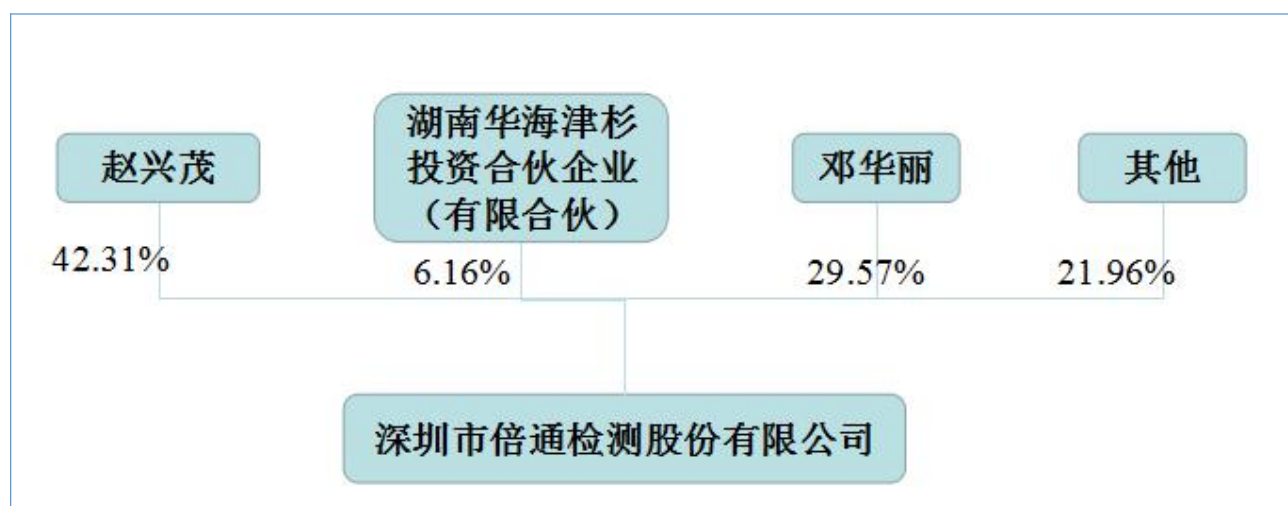 赵兴茂
湖南华海津杉
投资合伙企业
（有限合伙）
邓华丽
其他
42.31%
6.16%
29.57%
21.96%
深圳市倍通检测股份有限公司